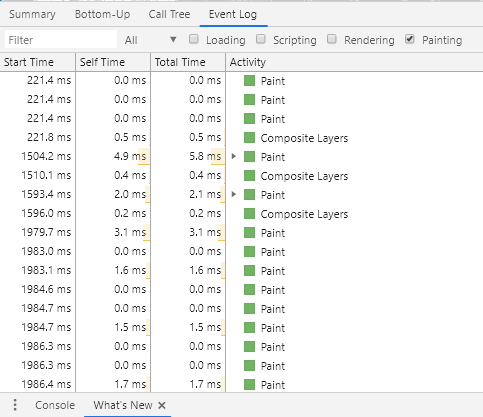 Summary Bottom-Up Call Tree Event Log
Filter All Loading Scripting Rendering Painting
Start Time Self Time Total Time Activity
221.4 ms 0.0 ms 0.0 ms Paint
221.4 ms 0.0 ms 0.0 ms Paint
221.4 ms 0.0 ms 0.0 ms Paint
221.8 ms 0.5 ms 0.5 ms Composite Layers
1504.2 ms 4.9 ms 5.8 ms Paint
1510.1 ms 0.4 ms 0.4 ms Composite Layers
1593.4 ms 2.0 ms 2.1 ms Paint
1596.0 ms 0.2 ms 0.2 ms Composite Layers
1979.7 ms 3.1 ms 3.1 ms Paint
1983.0 ms 0.0 ms 0.0 ms Paint
1983.1 ms 1.6 ms 1.6 ms Paint
1984.6 ms 0.0 ms 0.0 ms Paint
1984.7 ms 0.0 ms 0.0 ms Paint
1984.7 ms 1.5 ms 1.5 ms Paint
1986.3 ms 0.0 ms 0.0 ms Paint
1986.3 ms 0.0 ms 0.0 ms Paint
1986.4 ms 1.7 ms 1.7 ms Paint
Console What's New